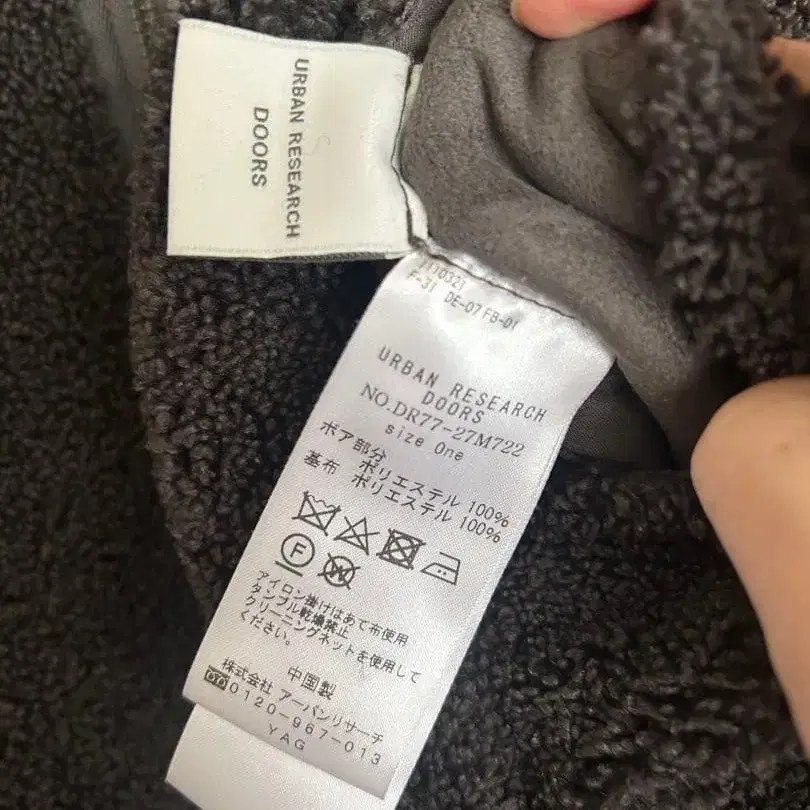 URBAN RESEARCH
DOORS
7110321
F-31 DE-07 FB-01
URBAN RESEARCH
DOORS
NO.DR77-27M722
size One
ボア部分
ポリエステル 100%
基布 ポリエステル 100%
F
W
アイロン掛けはあて布使用
タンブル乾燥禁止
クリーニングネットを使用して
ください。
中国製
株式会社 アーバンリサーチ
0120-967-013
YAG